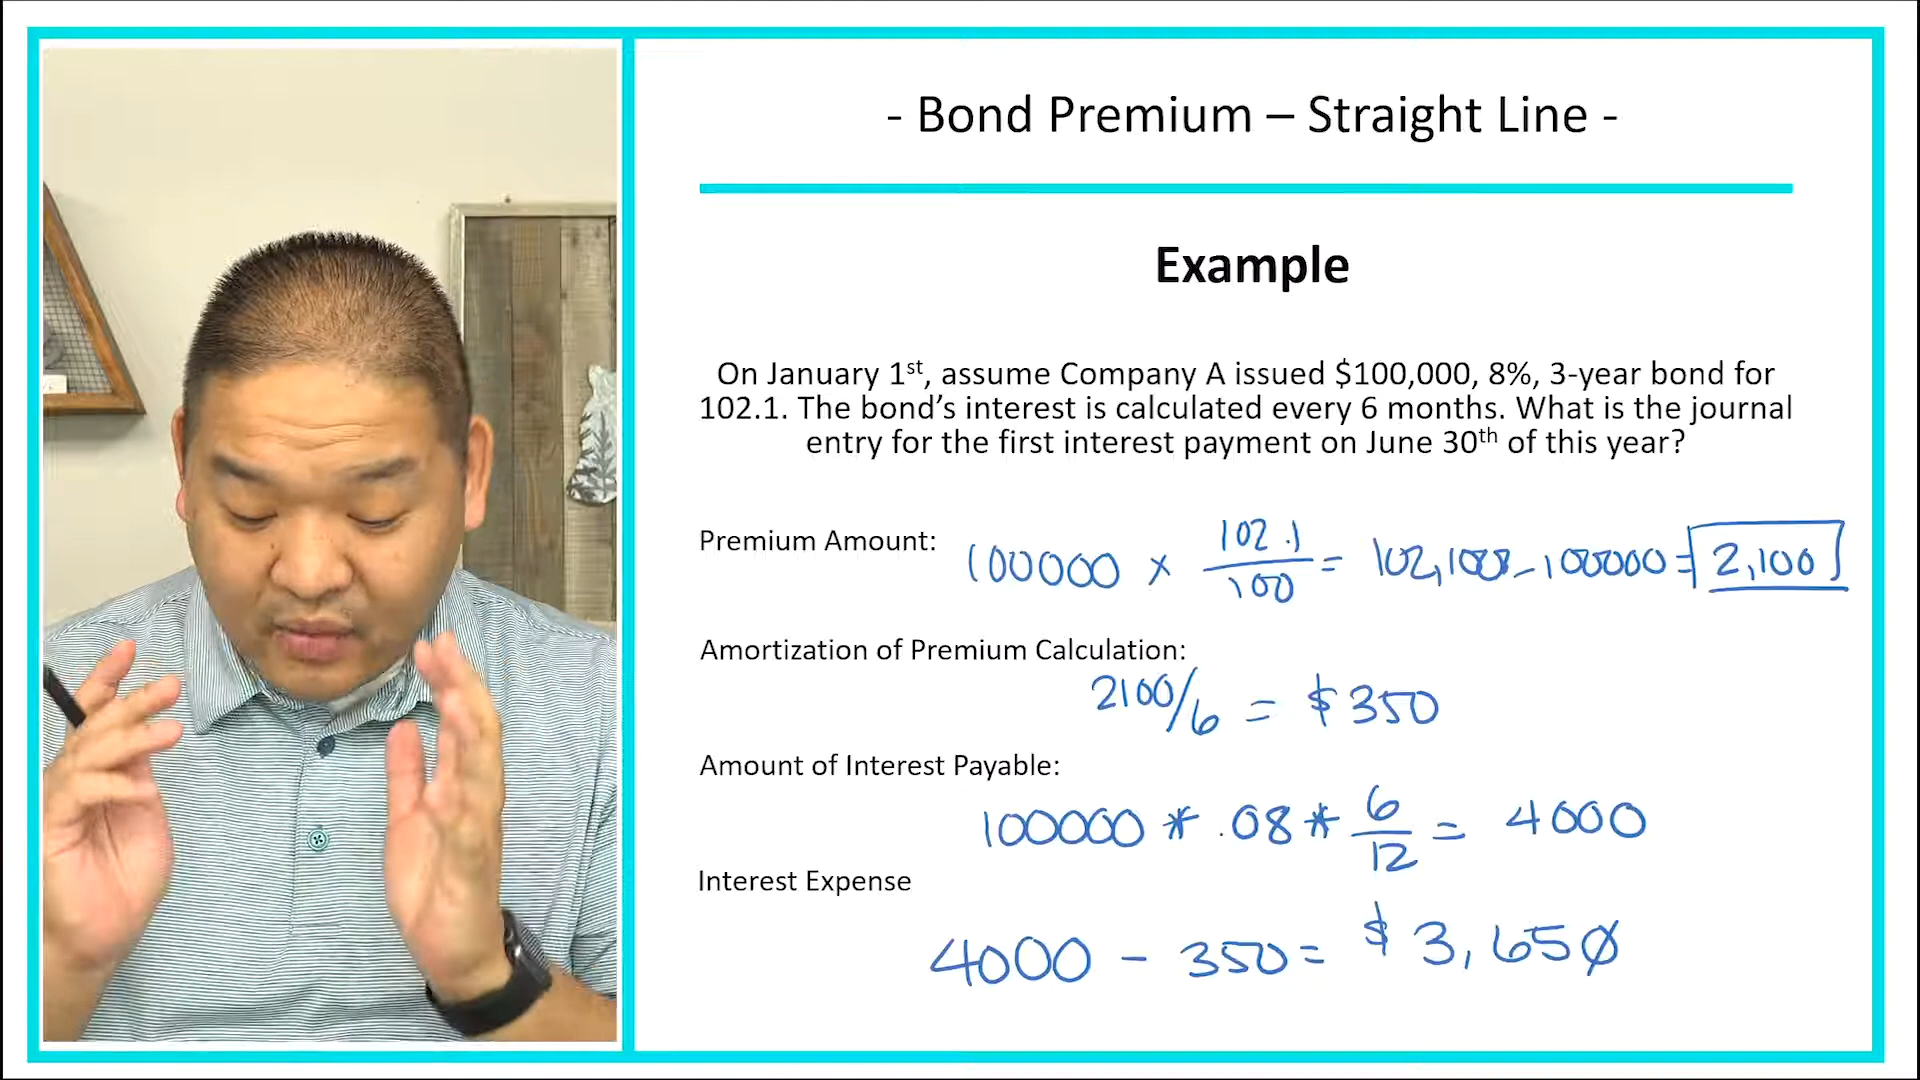 - Bond Premium – Straight Line -
Example
On January 1st, assume Company A issued $100,000, 8%, 3-year bond for
102.1. The bond's interest is calculated every 6 months. What is the journal
entry for the first interest payment on June 30th of this year?
Premium Amount: 100000 × 102.1/100 = 102,100 - 100000 = 2,100
Amortization of Premium Calculation:
2100/6 = $350
Amount of Interest Payable:
100000 * .08 * 6/12 = 4000
Interest Expense
4000 - 350 = $3,650